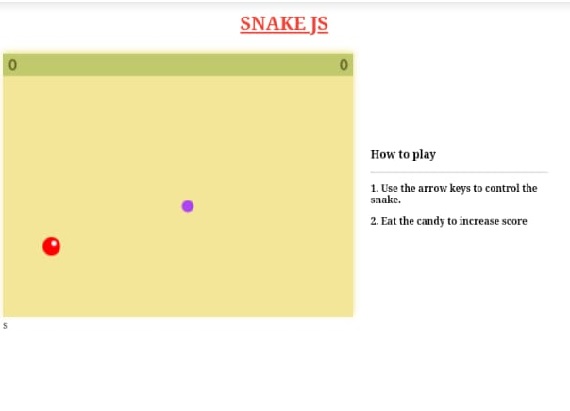 SNAKE JS
0 0
How to play
1. Use the arrow keys to control the
snake.
2. Eat the candy to increase score
s